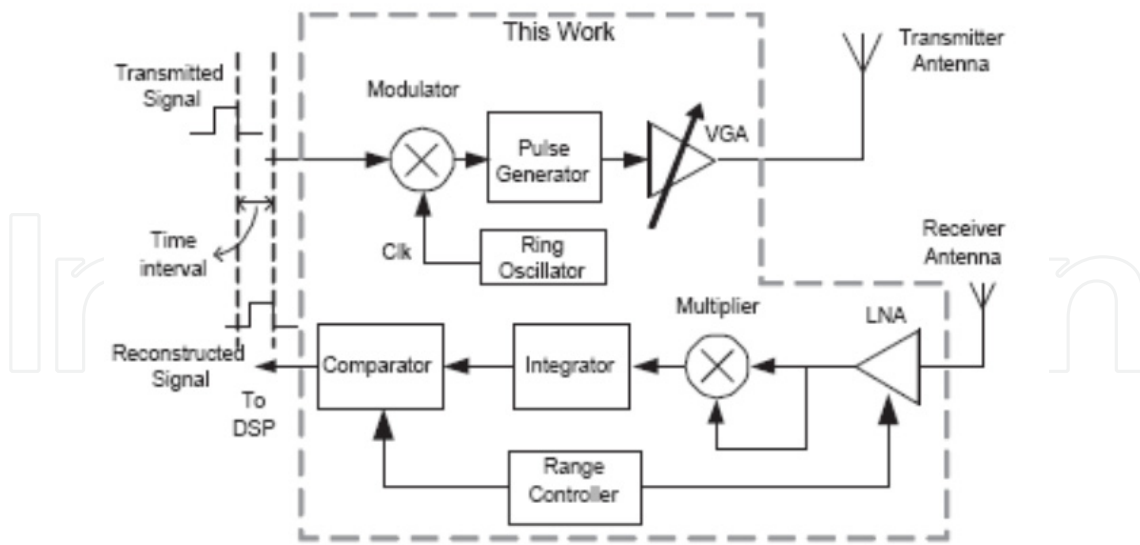 This Work
Transmitted
Signal
Modulator
Pulse
Generator
VGA
Transmitter
Antenna
Time
interval
Clk
Ring
Oscillator
Receiver
Antenna
Multiplier
LNA
Reconstructed
Signal
Comparator
Integrator
To
DSP
Range
Controller